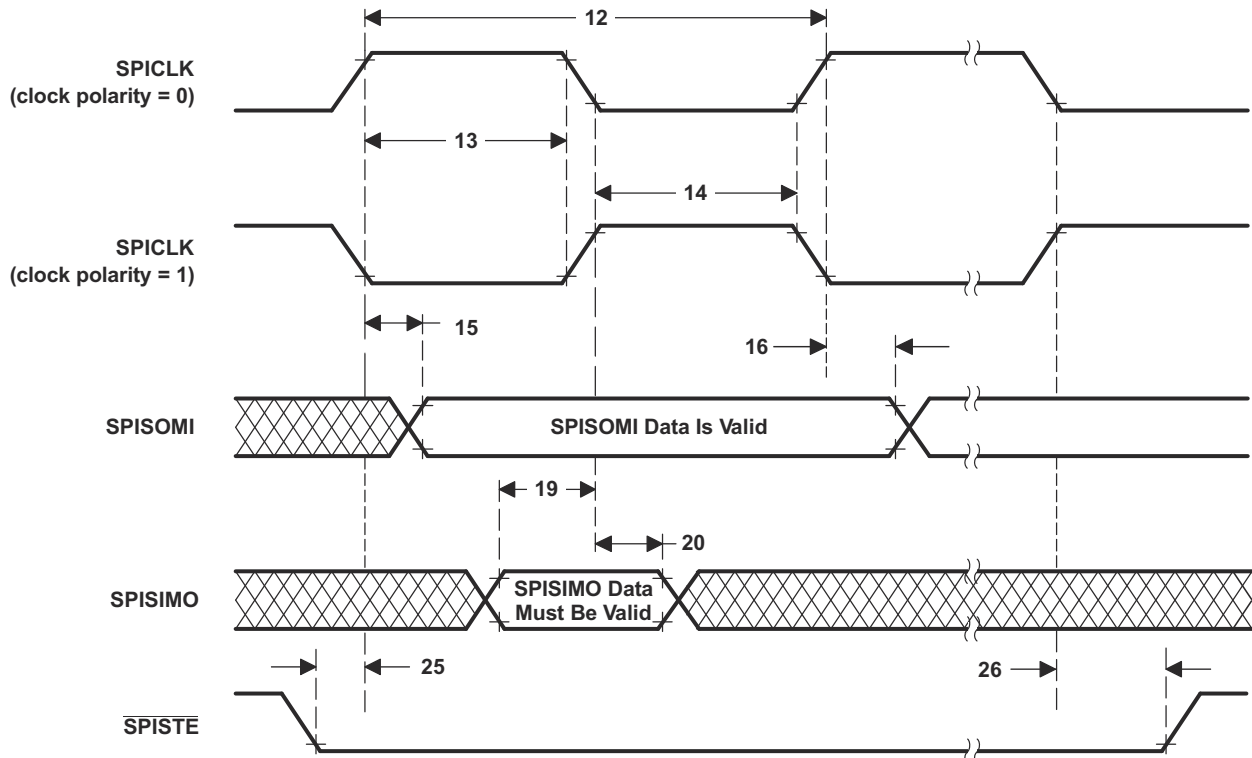 12
SPICLK
(clock polarity = 0)
13
14
SPICLK
(clock polarity = 1)
15
16
SPISOMI
SPISOMI Data Is Valid
19
20
SPISIMO
SPISIMO Data
Must Be Valid
25
26
SPISTE